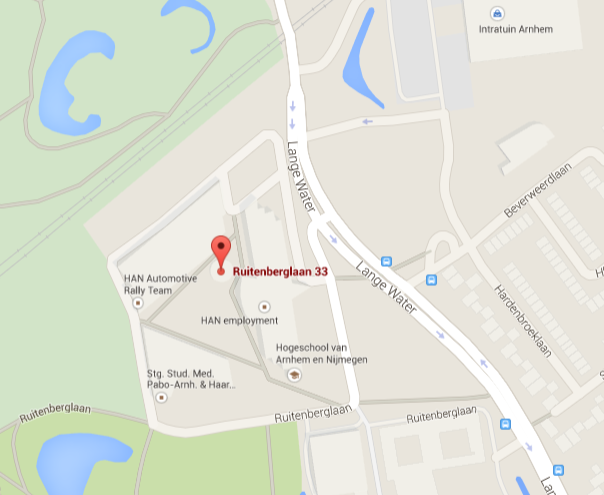 Intratuin Arnhem
Lange Water
Beverweerdlaan
Ruitenberglaan 33
HAN Automotive
Rally Team
Lange Water
HAN employment
Hardenbroeklaan
Hogeschool van
Arnhem en Nijmegen
Stg. Stud. Med.
Pabo-Arnh. & Haar...
Ruitenberglaan
Ruitenberglaan
Ruitenberglaan